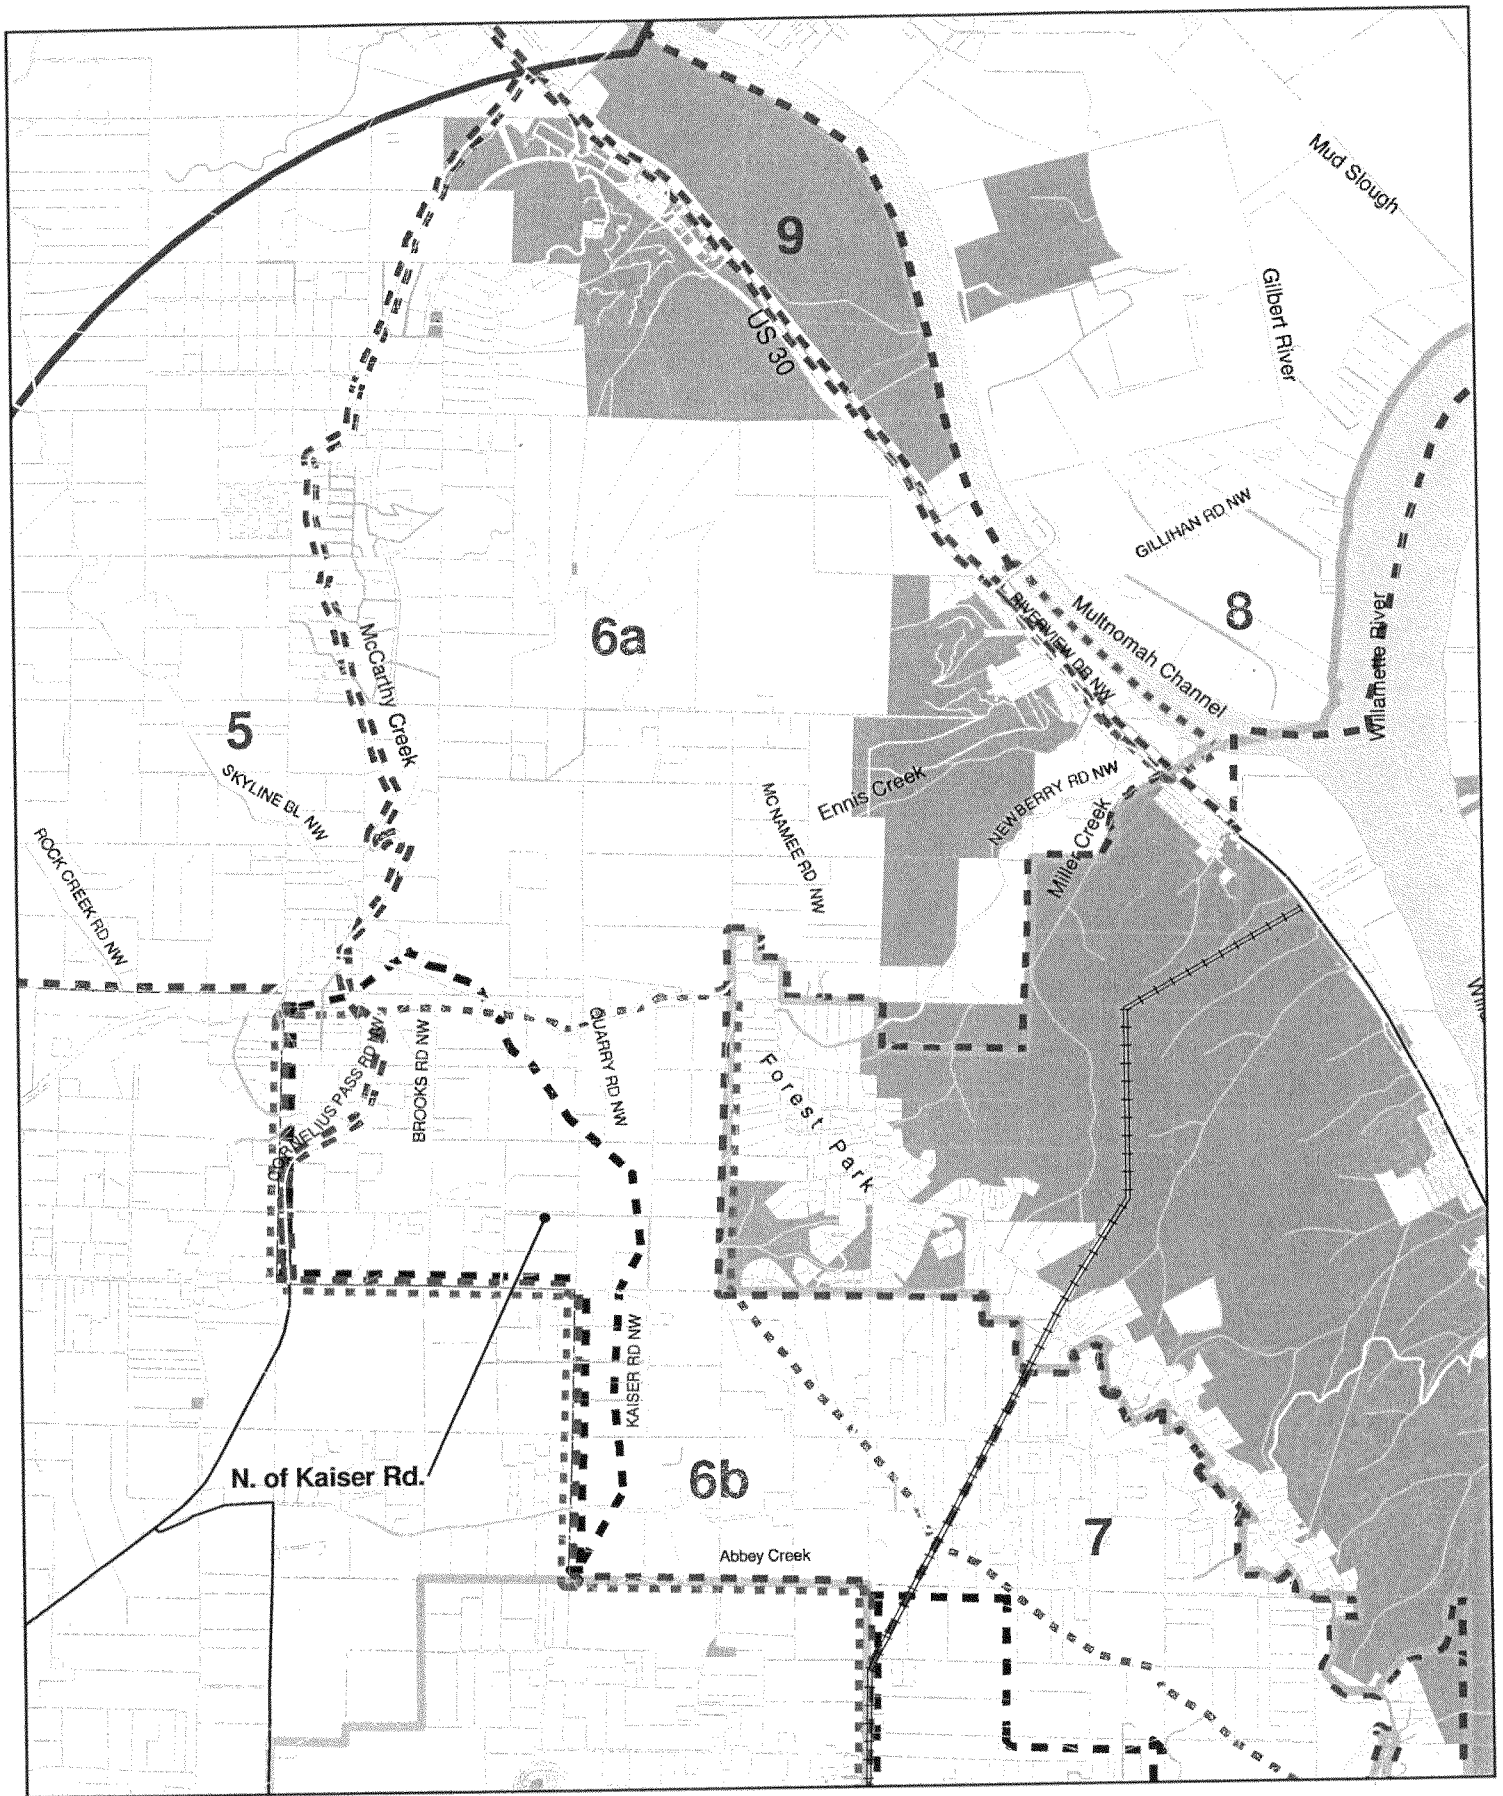 Mud Slough
9
Gilbert River
US 30
GILLIHAN RD NW
8
Multnomah Channel
RIVERVIEW DR NW
6a
Willamette River
McCarthy Creek
5
SKYLINE BL NW
Ennis Creek
NEWBERRY RD NW
MC NAMEE RD NW
Miller Creek
ROCK CREEK RD NW
QUARRY RD NW
BROOKS RD NW
CORNELIUS PASS RD NW
Forest Park
KAISER RD NW
N. of Kaiser Rd.
6b
7
Abbey Creek